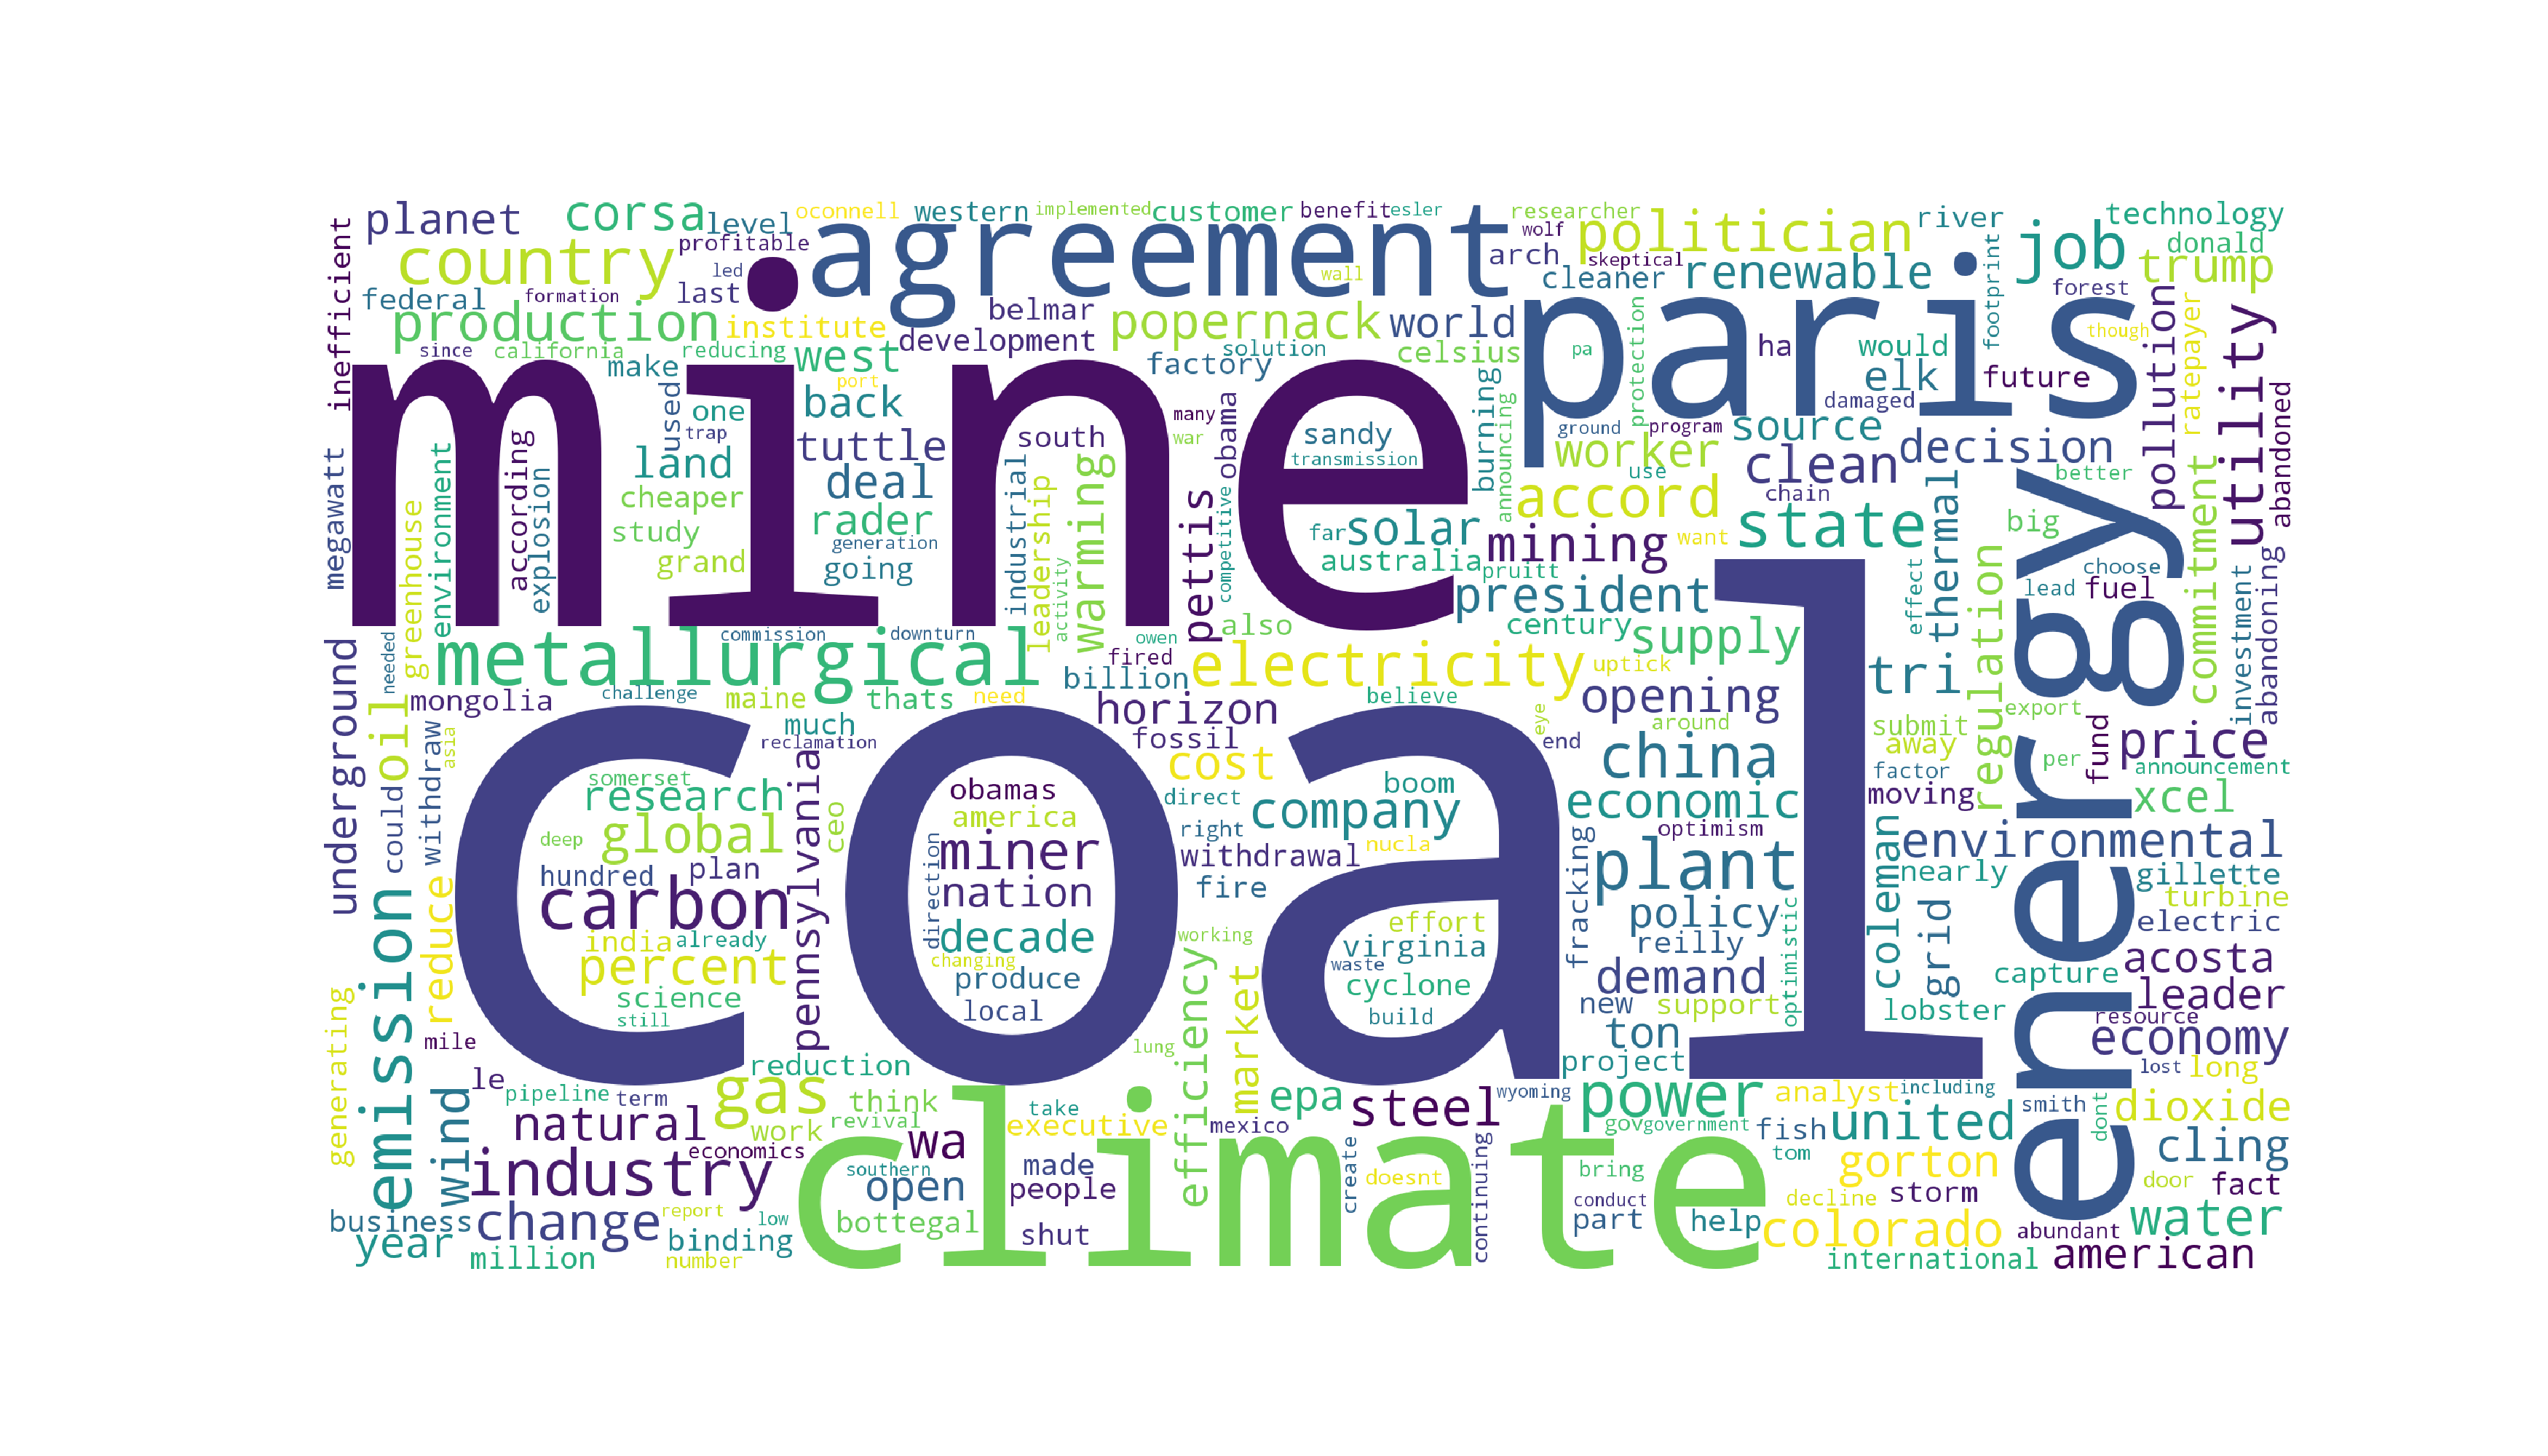 planet
corsa
level
oconnell
western
implemented
customer
benefit
esler
researcher
wolf
politician
river
technology
inefficient
country
profitable
led
agreement
wall
arch
skeptical
cleaner
renewable
footprint
job
donald
trump
federal
formation
last
belmar
paris
forest
production
institute
development
popernack
world
pollution
ratepayer
utility
since
california
make
reducing
west
port
factory
solution
celsius
protection
pa
ha
would
elk
future
though
mine
used
one
trap
back
many
war
obama
burning
announcing
damaged
abandoned
tuttle
south
sandy
transmission
ground
program
worker
use
source
decision
clean
better
megawatt
greenhouse
environment
according
explosion
land
cheaper
study
grand
deal
rader
generation
going
industrial
leadership
activity
warming
pettis
competitive
far
solar
australia
accord
want
chain
mining
pruitt
state
thermal
big
commitment
choose
lead
fuel
president
effect
regulation
energy
investment
abandoning
underground
needed
metallurgical
commission
downturn
owen
fired
also
electricity
century
supply
uptick
tri
mongolia
challenge
maine
thats
need
billion
horizon
believe
opening
around
submit
export
oil
could
withdraw
asia
much
reclamation
fossil
cost
eye
end
china
away
factor
per
fund
price
announcement
somerset
research
pennsylvania
ceo
obamas
america
direct
company
boom
economic
moving
xcel
global
deep
plan
hundred
coal
miner
nation
direction
right
withdrawal
nucla
fire
optimism
fracking
plant
coleman
environmental
nearly
gillette
turbine
electric
carbon
india
already
percent
decade
changing
produce
working
effort
virginia
waste
cyclone
policy
reilly
optimistic
grid
demand
capture
acosta
emission
reduce
science
still
local
efficiency
market
build
new
support
lobster
leader
resource
economy
generating
mile
le
reduction
lung
ton
project
lost
long
pipeline
term
gas
think
revival
take
epa
steel
wyoming
power
analyst
including
smith
dont
dioxide
wind
natural
work
economics
wa
executive
mexico
gov
government
fish
united
cling
industry
climate
southern
made
people
open
create
doesnt
continuing
bring
tom
gorton
door
fact
business
change
report
low
bottegal
conduct
part
decline
storm
year
million
binding
number
shut
help
colorado
abundant
water
international
american